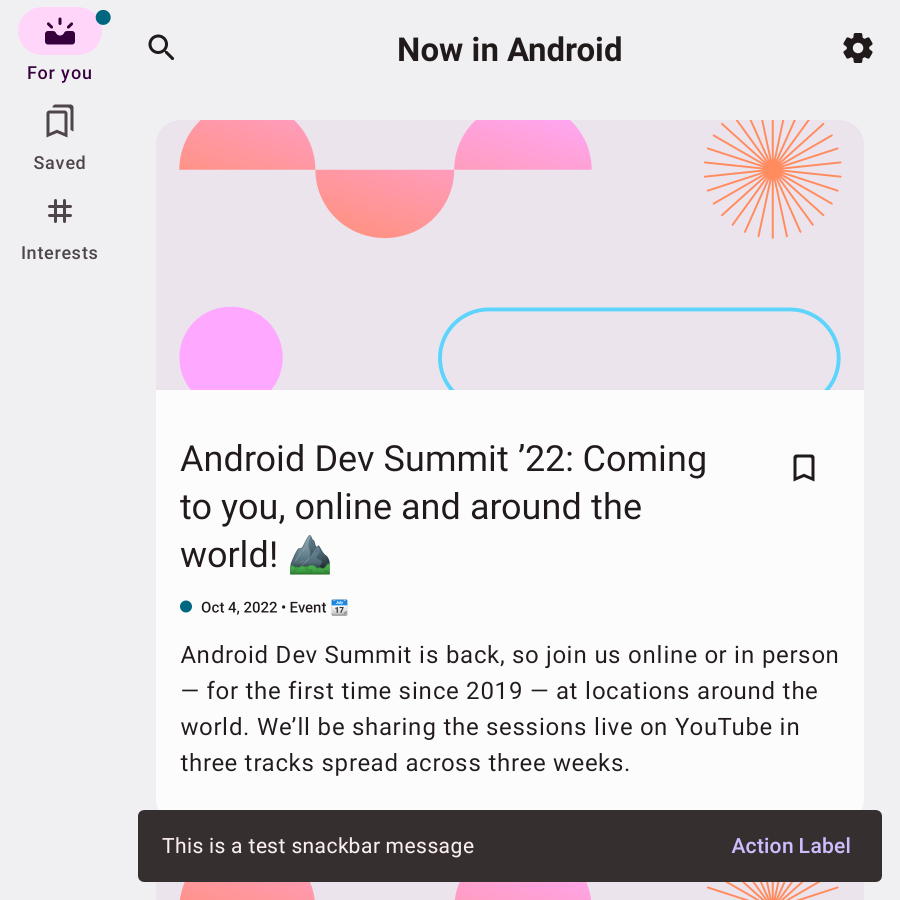 For you
Saved
Interests
Now in Android
Android Dev Summit ’22: Coming
to you, online and around the
world! ⛰️
Oct 4, 2022 • Event 📆
Android Dev Summit is back, so join us online or in person
— for the first time since 2019 — at locations around the
world. We’ll be sharing the sessions live on YouTube in
three tracks spread across three weeks.
This is a test snackbar message
Action Label